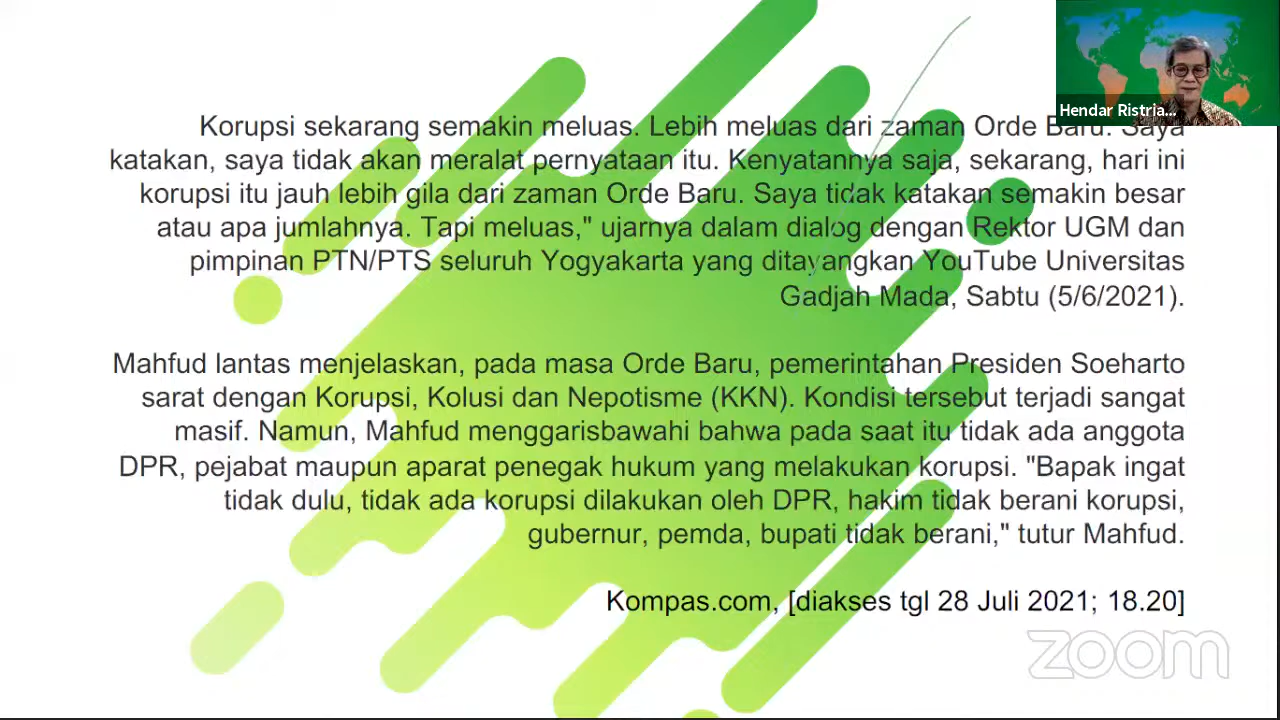 Hendar Ristria...
Korupsi sekarang semakin meluas. Lebih meluas dari zaman Orde Baru. Saya
katakan, saya tidak akan meralat pernyataan itu. Kenyatannya saja, sekarang, hari ini
korupsi itu jauh lebih gila dari zaman Orde Baru. Saya tidak katakan semakin besar
atau apa jumlahnya. Tapi meluas," ujarnya dalam dialog dengan Rektor UGM dan
pimpinan PTN/PTS seluruh Yogyakarta yang ditayangkan YouTube Universitas
Gadjah Mada, Sabtu (5/6/2021).
Mahfud lantas menjelaskan, pada masa Orde Baru, pemerintahan Presiden Soeharto
sarat dengan Korupsi, Kolusi dan Nepotisme (KKN). Kondisi tersebut terjadi sangat
masif. Namun, Mahfud menggarisbawahi bahwa pada saat itu tidak ada anggota
DPR, pejabat maupun aparat penegak hukum yang melakukan korupsi. "Bapak ingat
tidak dulu, tidak ada korupsi dilakukan oleh DPR, hakim tidak berani korupsi,
gubernur, pemda, bupati tidak berani," tutur Mahfud.
Kompas.com, [diakses tgl 28 Juli 2021; 18.20]
zoom